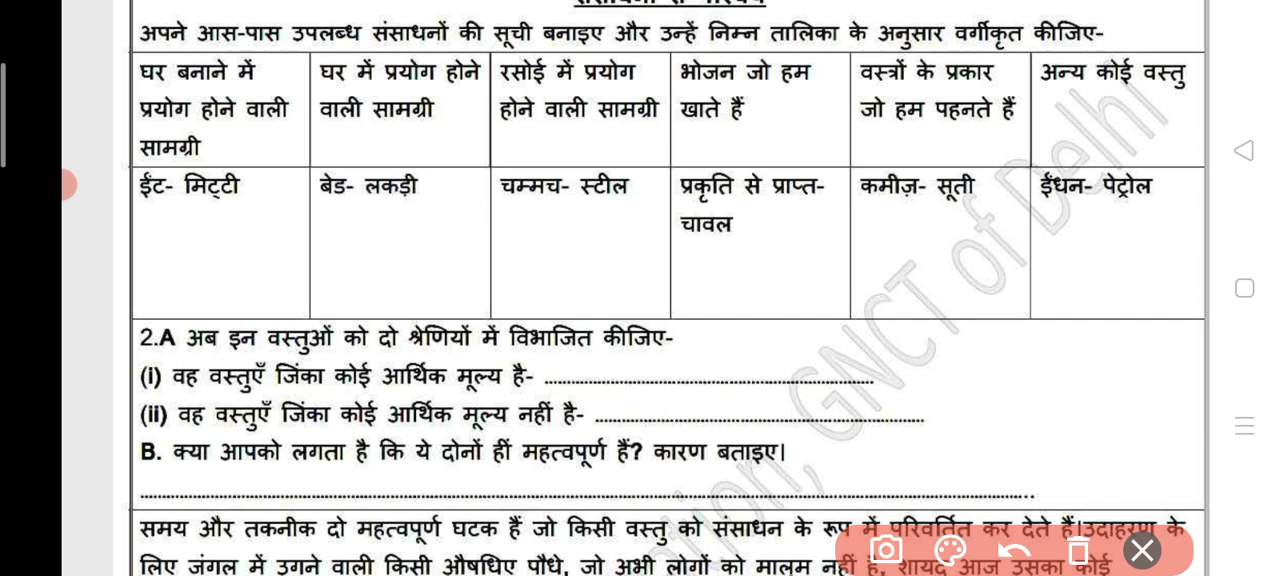 अपने आस-पास उपलब्ध संसाधनों की सूची बनाइए और उन्हें निम्न तालिका के अनुसार वर्गीकृत कीजिए-
घर बनाने में प्रयोग होने वाली सामग्री
घर में प्रयोग होने वाली सामग्री
रसोई में प्रयोग होने वाली सामग्री
भोजन जो हम खाते हैं
वस्त्रों के प्रकार जो हम पहनते हैं
अन्य कोई वस्तु
ईंट- मिट्टी
बेड- लकड़ी
चम्मच- स्टील
प्रकृति से प्राप्त- चावल
कमीज़- सूती
ईंधन- पेट्रोल
2.A अब इन वस्तुओं को दो श्रेणियों में विभाजित कीजिए-
(i) वह वस्तुएँ जिंका कोई आर्थिक मूल्य है- ....................
(ii) वह वस्तुएँ जिंका कोई आर्थिक मूल्य नहीं है- ....................
B. क्या आपको लगता है कि ये दोनों हीं महत्वपूर्ण हैं? कारण बताइए।
समय और तकनीक दो महत्वपूर्ण घटक हैं जो किसी वस्तु को संसाधन के रूप में परिवर्तित कर देते हैं।उदाहरण के
लिए जंगल में उगने वाली किसी औषधिए पौधे, जो अभी लोगों को मालूम नहीं है, शायद आज उसका कोई
GNCT of Delhi